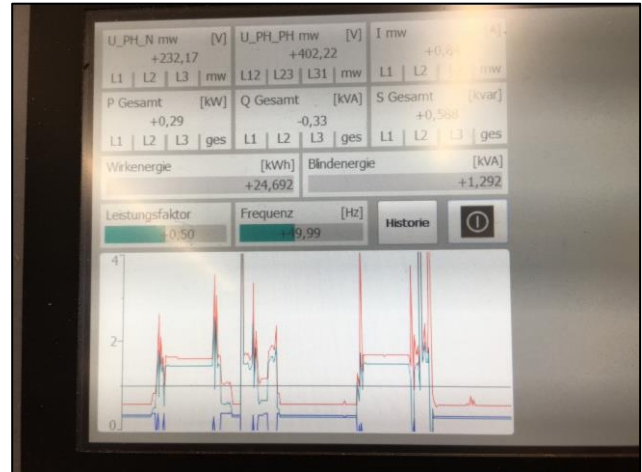 U_PH_N mw [V] U_PH_PH mw [V] I mw [A]
+232,17 +402,22
L1 L2 L3 mw L12 L23 L31 mw L1 L2 mw
P Gesamt [kW] Q Gesamt [kVA] S Gesamt [kvar]
+0,29 -0,33
L1 L2 L3 ges L1 L2 L3 ges L1 L2 L3 ges
Wirkenergie [kWh] Blindenergie [kVA]
+24,692 +1,292
Leistungsfaktor Frequenz [Hz] Historie
+0,50 +49,99
4
2
0